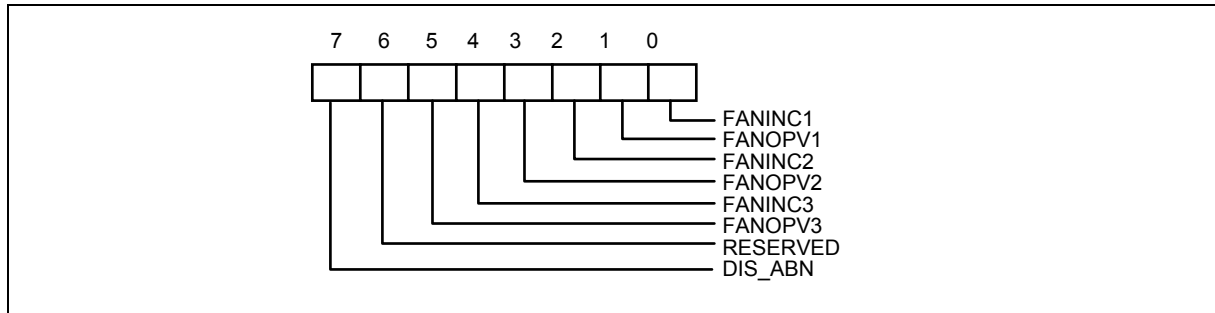 7 6 5 4 3 2 1 0
FANINC1
FANOPV1
FANINC2
FANOPV2
FANINC3
FANOPV3
RESERVED
DIS_ABN